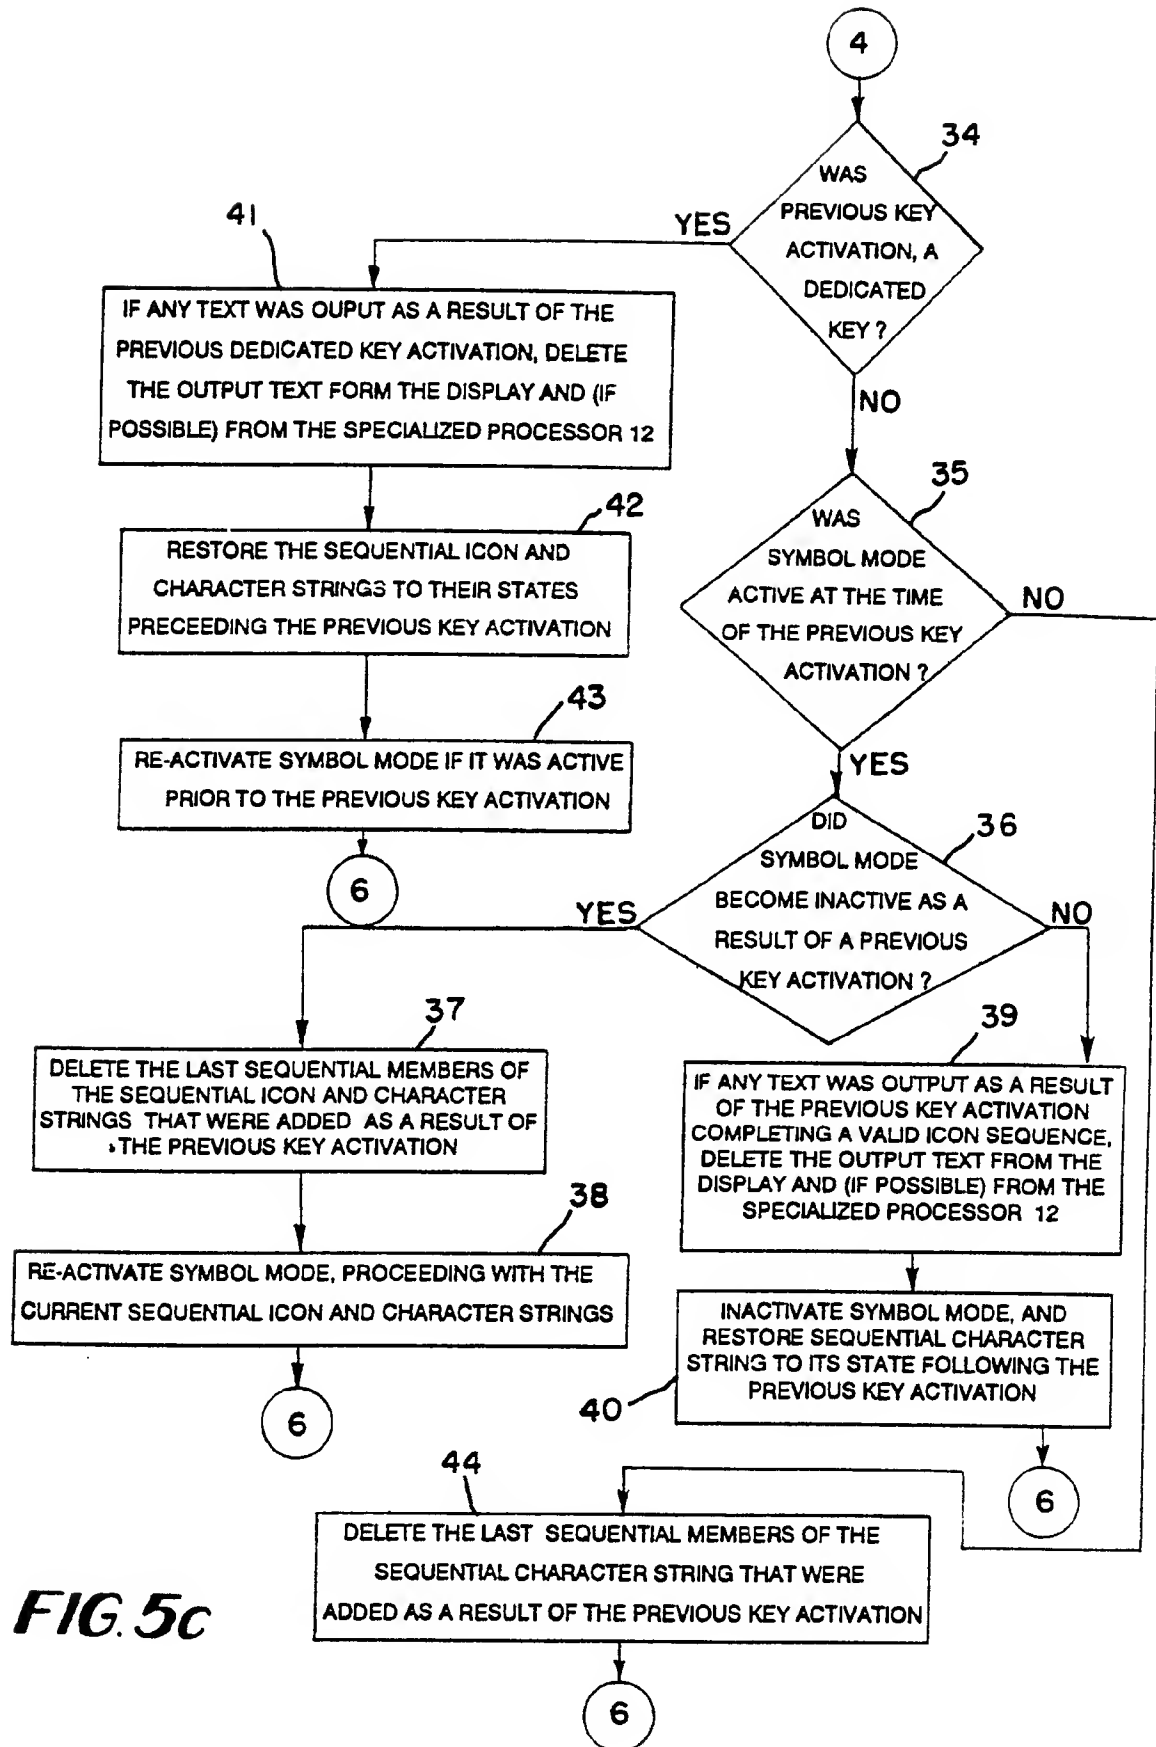 4
34
WAS
PREVIOUS KEY
ACTIVATION, A
DEDICATED
KEY ?
YES
NO
41
IF ANY TEXT WAS OUPUT AS A RESULT OF THE
PREVIOUS DEDICATED KEY ACTIVATION, DELETE
THE OUTPUT TEXT FORM THE DISPLAY AND (IF
POSSIBLE) FROM THE SPECIALIZED PROCESSOR 12
42
RESTORE THE SEQUENTIAL ICON AND
CHARACTER STRINGS TO THEIR STATES
PRECEEDING THE PREVIOUS KEY ACTIVATION
43
RE-ACTIVATE SYMBOL MODE IF IT WAS ACTIVE
PRIOR TO THE PREVIOUS KEY ACTIVATION
6
35
WAS
SYMBOL MODE
ACTIVE AT THE TIME
OF THE PREVIOUS KEY
ACTIVATION ?
NO
YES
36
DID
SYMBOL MODE
BECOME INACTIVE AS A
RESULT OF A PREVIOUS
KEY ACTIVATION ?
YES
NO
37
DELETE THE LAST SEQUENTIAL MEMBERS OF
THE SEQUENTIAL ICON AND CHARACTER
STRINGS THAT WERE ADDED AS A RESULT OF
THE PREVIOUS KEY ACTIVATION
38
RE-ACTIVATE SYMBOL MODE, PROCEEDING WITH THE
CURRENT SEQUENTIAL ICON AND CHARACTER STRINGS
6
39
IF ANY TEXT WAS OUTPUT AS A RESULT
OF THE PREVIOUS KEY ACTIVATION
COMPLETING A VALID ICON SEQUENCE,
DELETE THE OUTPUT TEXT FROM THE
DISPLAY AND (IF POSSIBLE) FROM THE
SPECIALIZED PROCESSOR 12
40
INACTIVATE SYMBOL MODE, AND
RESTORE SEQUENTIAL CHARACTER
STRING TO ITS STATE FOLLOWING THE
PREVIOUS KEY ACTIVATION
6
44
DELETE THE LAST SEQUENTIAL MEMBERS OF THE
SEQUENTIAL CHARACTER STRING THAT WERE
ADDED AS A RESULT OF THE PREVIOUS KEY ACTIVATION
6
FIG. 5c